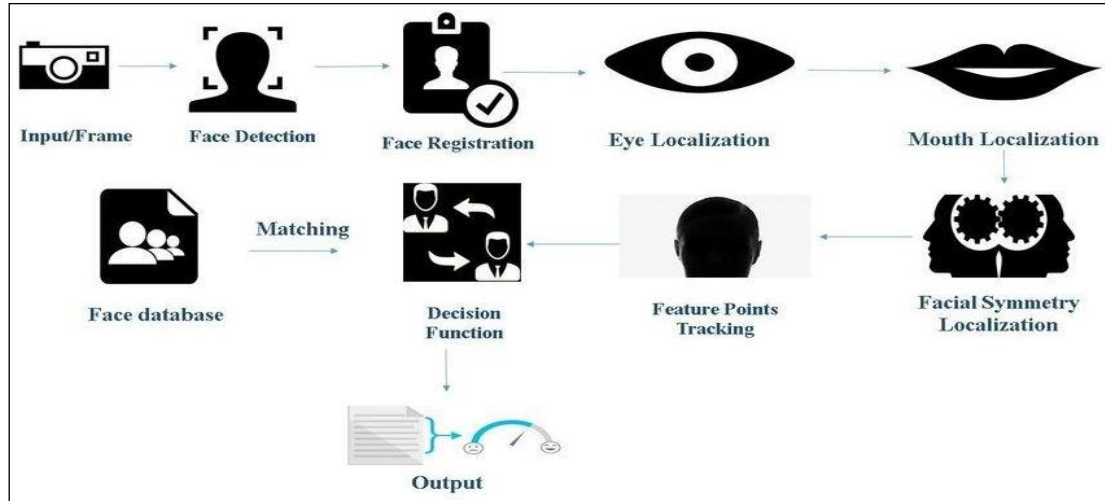 Input/Frame
Face Detection
Face Registration
Eye Localization
Mouth Localization
Face database
Matching
Decision
Function
Feature Points
Tracking
Facial Symmetry
Localization
Output